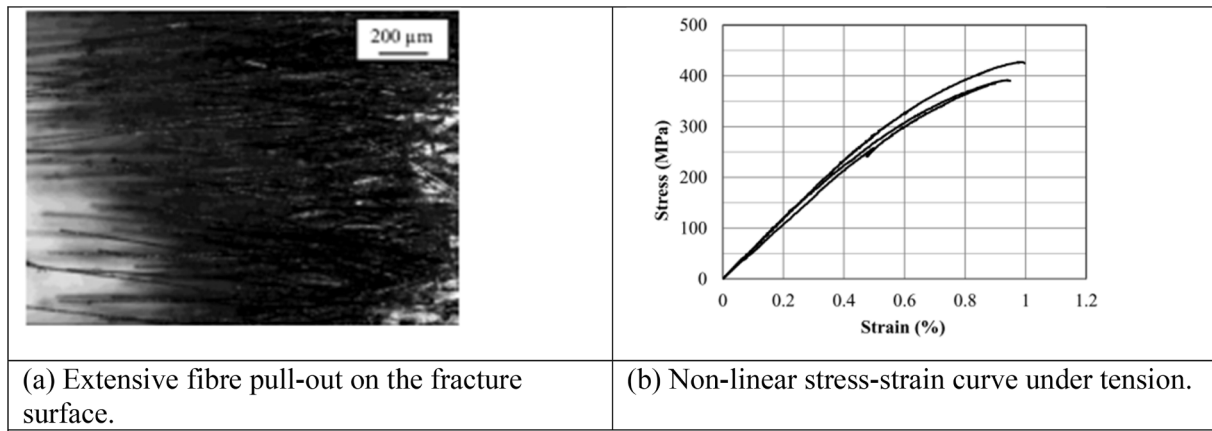 200 µm
500
400
300
200
100
0
Stress (MPa)
0 0.2 0.4 0.6 0.8 1 1.2
Strain (%)
(a) Extensive fibre pull-out on the fracture
surface.
(b) Non-linear stress-strain curve under tension.